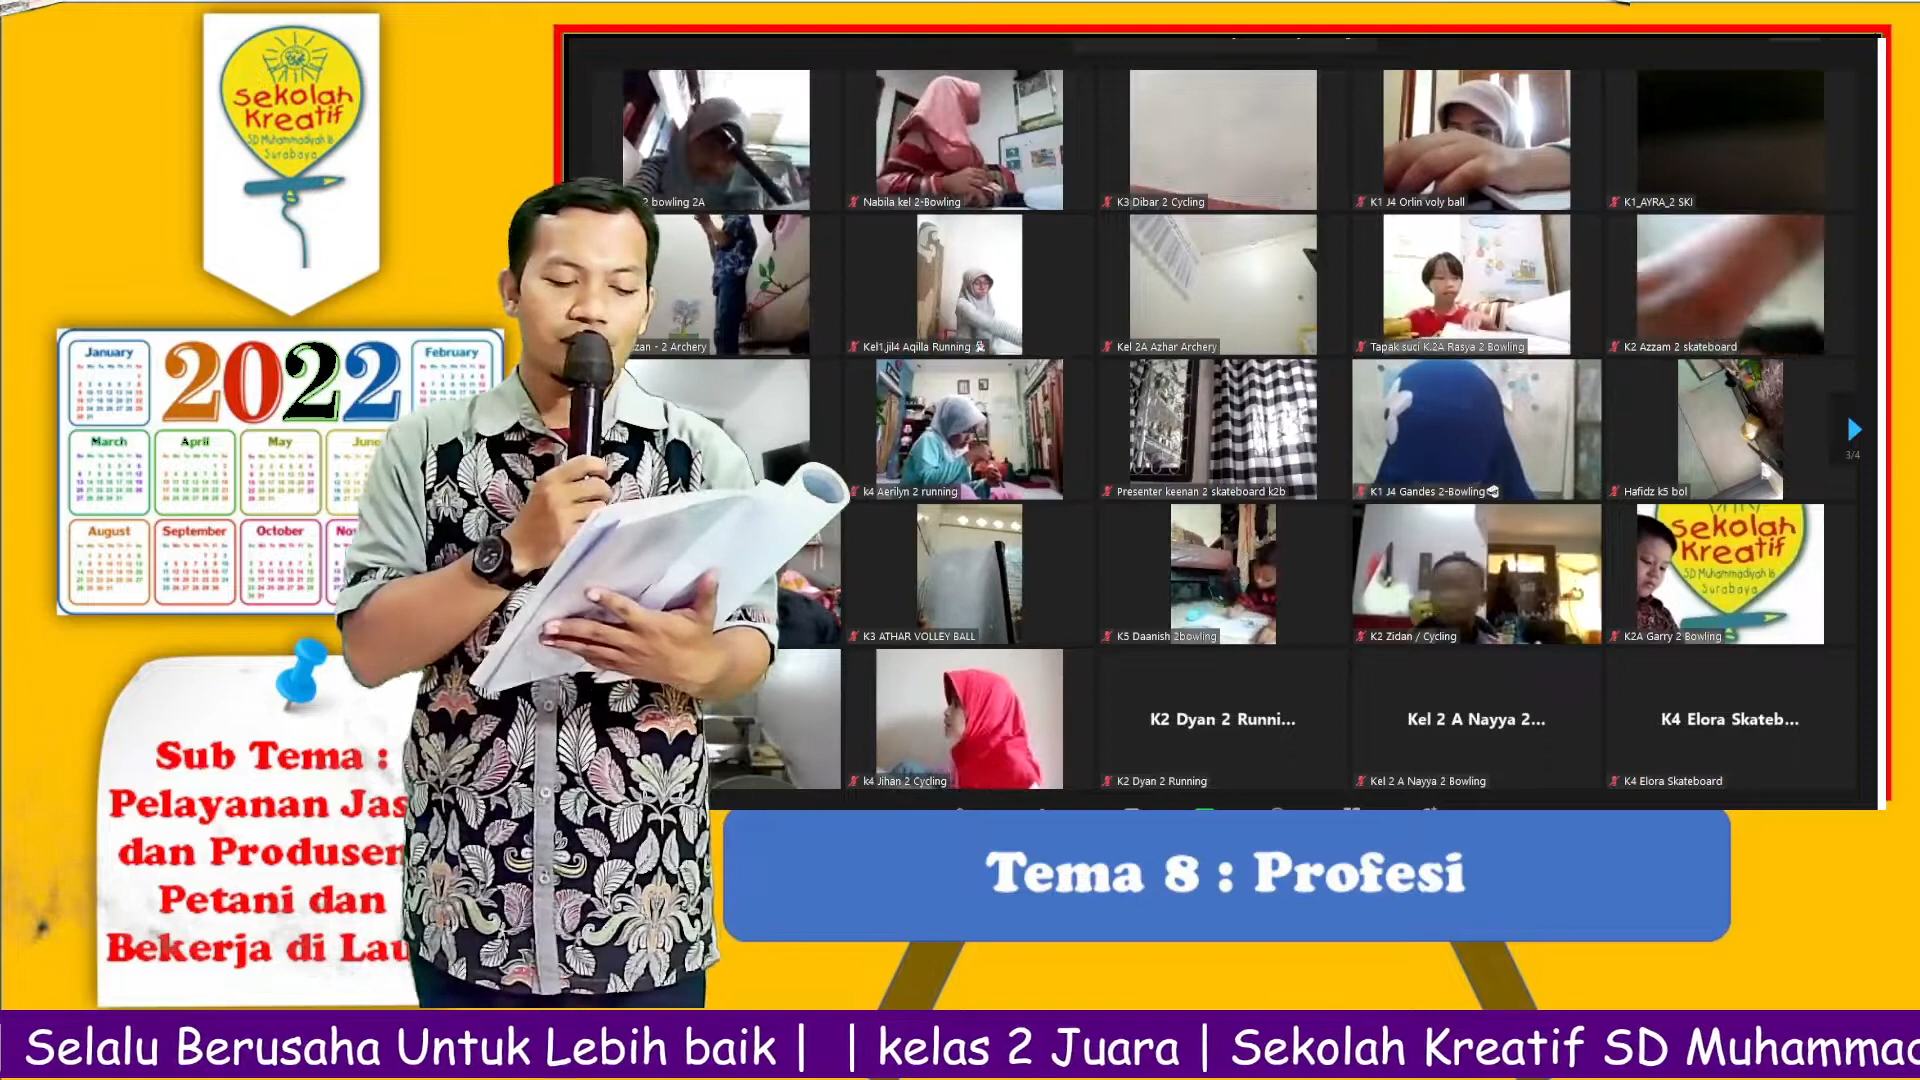 Sekolah
Kreatif
SD Muhammadiyah 16
Surabaya
January
2022
February
March
April
May
June
August
September
October
Sub Tema :
Pelayanan Jas
dan Produsen
Petani dan
Bekerja di Lau
bowling 2A
Nabila kel 2-Bowling
K3 Dibar 2 Cycling
K1 J4 Orlin voly ball
K1_AYRA_2 SKI
zan - 2 Archery
Kel1,jil4 Aqilla Running
Kel 2A Azhar Archery
Tapak suci K.2A Rasya 2 Bowling
K2 Azzam 2 skateboard
k4 Aerilyn 2 running
Presenter keenan 2 skateboard k2b
K1 J4 Gandes 2-Bowling
Hafidz k5 bol
3/4
K3 ATHAR VOLLEY BALL
K5 Daanish 2bowling
K2 Zidan / Cycling
Sekolah
Kreatif
SD Muhammadiyah 16
Surabaya
K2A Garry 2 Bowling
k4 Jihan 2 Cycling
K2 Dyan 2 Runni...
K2 Dyan 2 Running
Kel 2 A Nayya 2...
Kel 2 A Nayya 2 Bowling
K4 Elora Skateb...
K4 Elora Skateboard
Tema 8 : Profesi
Selalu Berusaha Untuk Lebih baik | | kelas 2 Juara | Sekolah Kreatif SD Muhammad